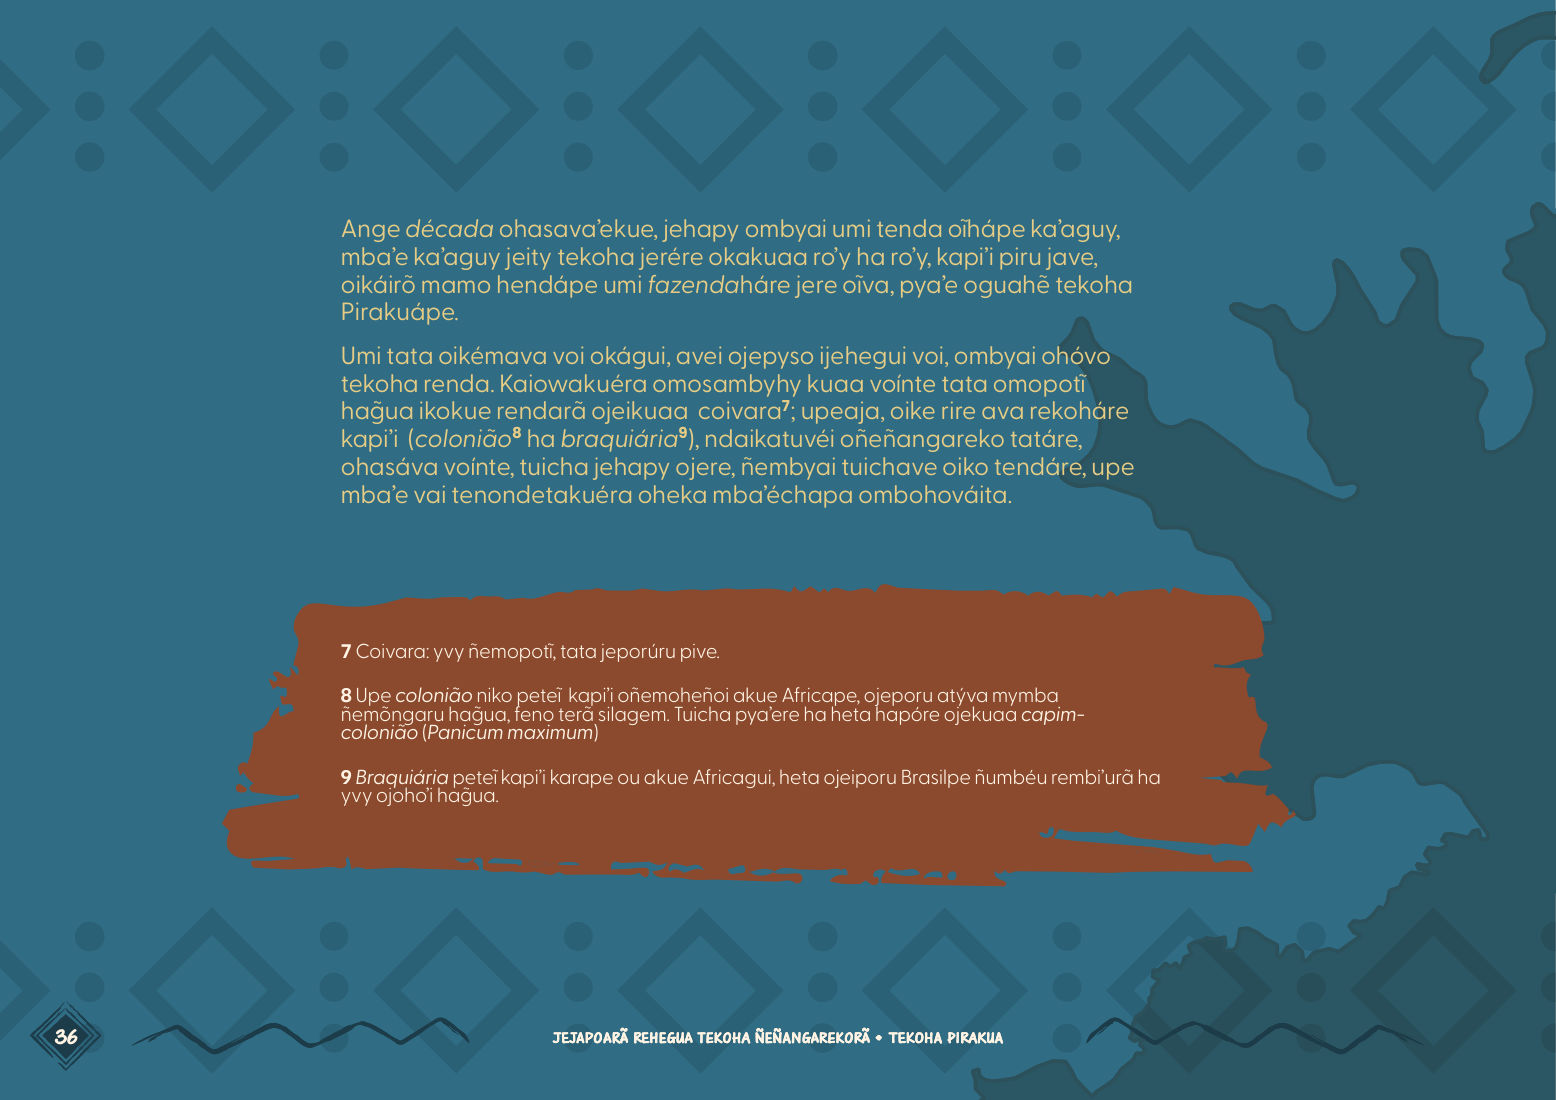 Ange década ohasava’ekue, jehapy ombyai umi tenda oĩhápe ka’aguy,
mba’e ka’aguy jeity tekoha jerére okakuaa ro’y ha ro’y, kapi’i piru jave,
oikáirõ mamo hendápe umi fazendaháre jere oĩva, pya’e oguahẽ tekoha
Pirakuápe.
Umi tata oikémava voi okágui, avei ojepyso ijehegui voi, ombyai ohóvo
tekoha renda. Kaiowakuéra omosambyhy kuaa voínte tata omopotĩ
hag̃ua ikokue rendarã ojeikuaa coivara⁷; upeaja, oike rire ava rekoháre
kapi’i (colonião⁸ ha braquiária⁹), ndaikatuvéi oñeñangareko tatáre,
ohasáva voínte, tuicha jehapy ojere, ñembyai tuichave oiko tendáre, upe
mba’e vai tenondetakuéra oheka mba’échapa ombohováita.
7 Coivara: yvy ñemopotĩ, tata jeporúru pive.
8 Upe colonião niko peteĩ kapi’i oñemoheñoi akue Africape, ojeporu atýva mymba
ñemõngaru hag̃ua, feno terã silagem. Tuicha pya’ere ha heta hapóre ojekuaa capim-
colonião (Panicum maximum)
9 Braquiária peteĩ kapi’i karape ou akue Africagui, heta ojeiporu Brasilpe ñumbéu rembi’urã ha
yvy ojoho’i hag̃ua.
36
JEJAPOARÃ REHEGUA TEKOHA ÑEÑANGAREKORÃ • TEKOHA PIRAKUA